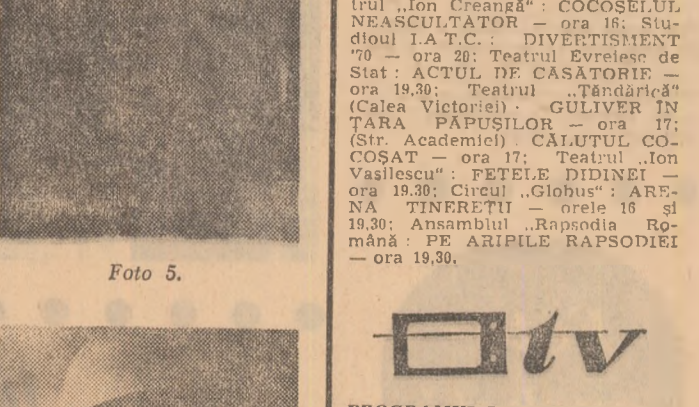 trul „Ion Creangă" : COCOȘELUL
NEASCULTĂTOR — ora 16; Stu-
dioul I.A T.C. : DIVERTISMENT
'70 — ora 20; Teatrul Evreiesc de
Stat : ACTUL DE CĂSĂTORIE —
ora 19,30; Teatrul „Țăndărică"
(Calea Victoriei) · GULIVER ÎN
ȚARA PĂPUȘILOR — ora 17;
(Str. Academiei) . CĂLUȚUL CO-
COȘAT — ora 17; Teatrul „Ion
Vasilescu" : FETELE DIDINEI —
ora 19.30; Circul „Globus" : ARE-
NA TINEREȚII — orele 16 și
19,30; Ansamblul „Rapsodia Ro-
mână : PE ARIPILE RAPSODIEI
— ora 19,30.
Foto 5.
tv